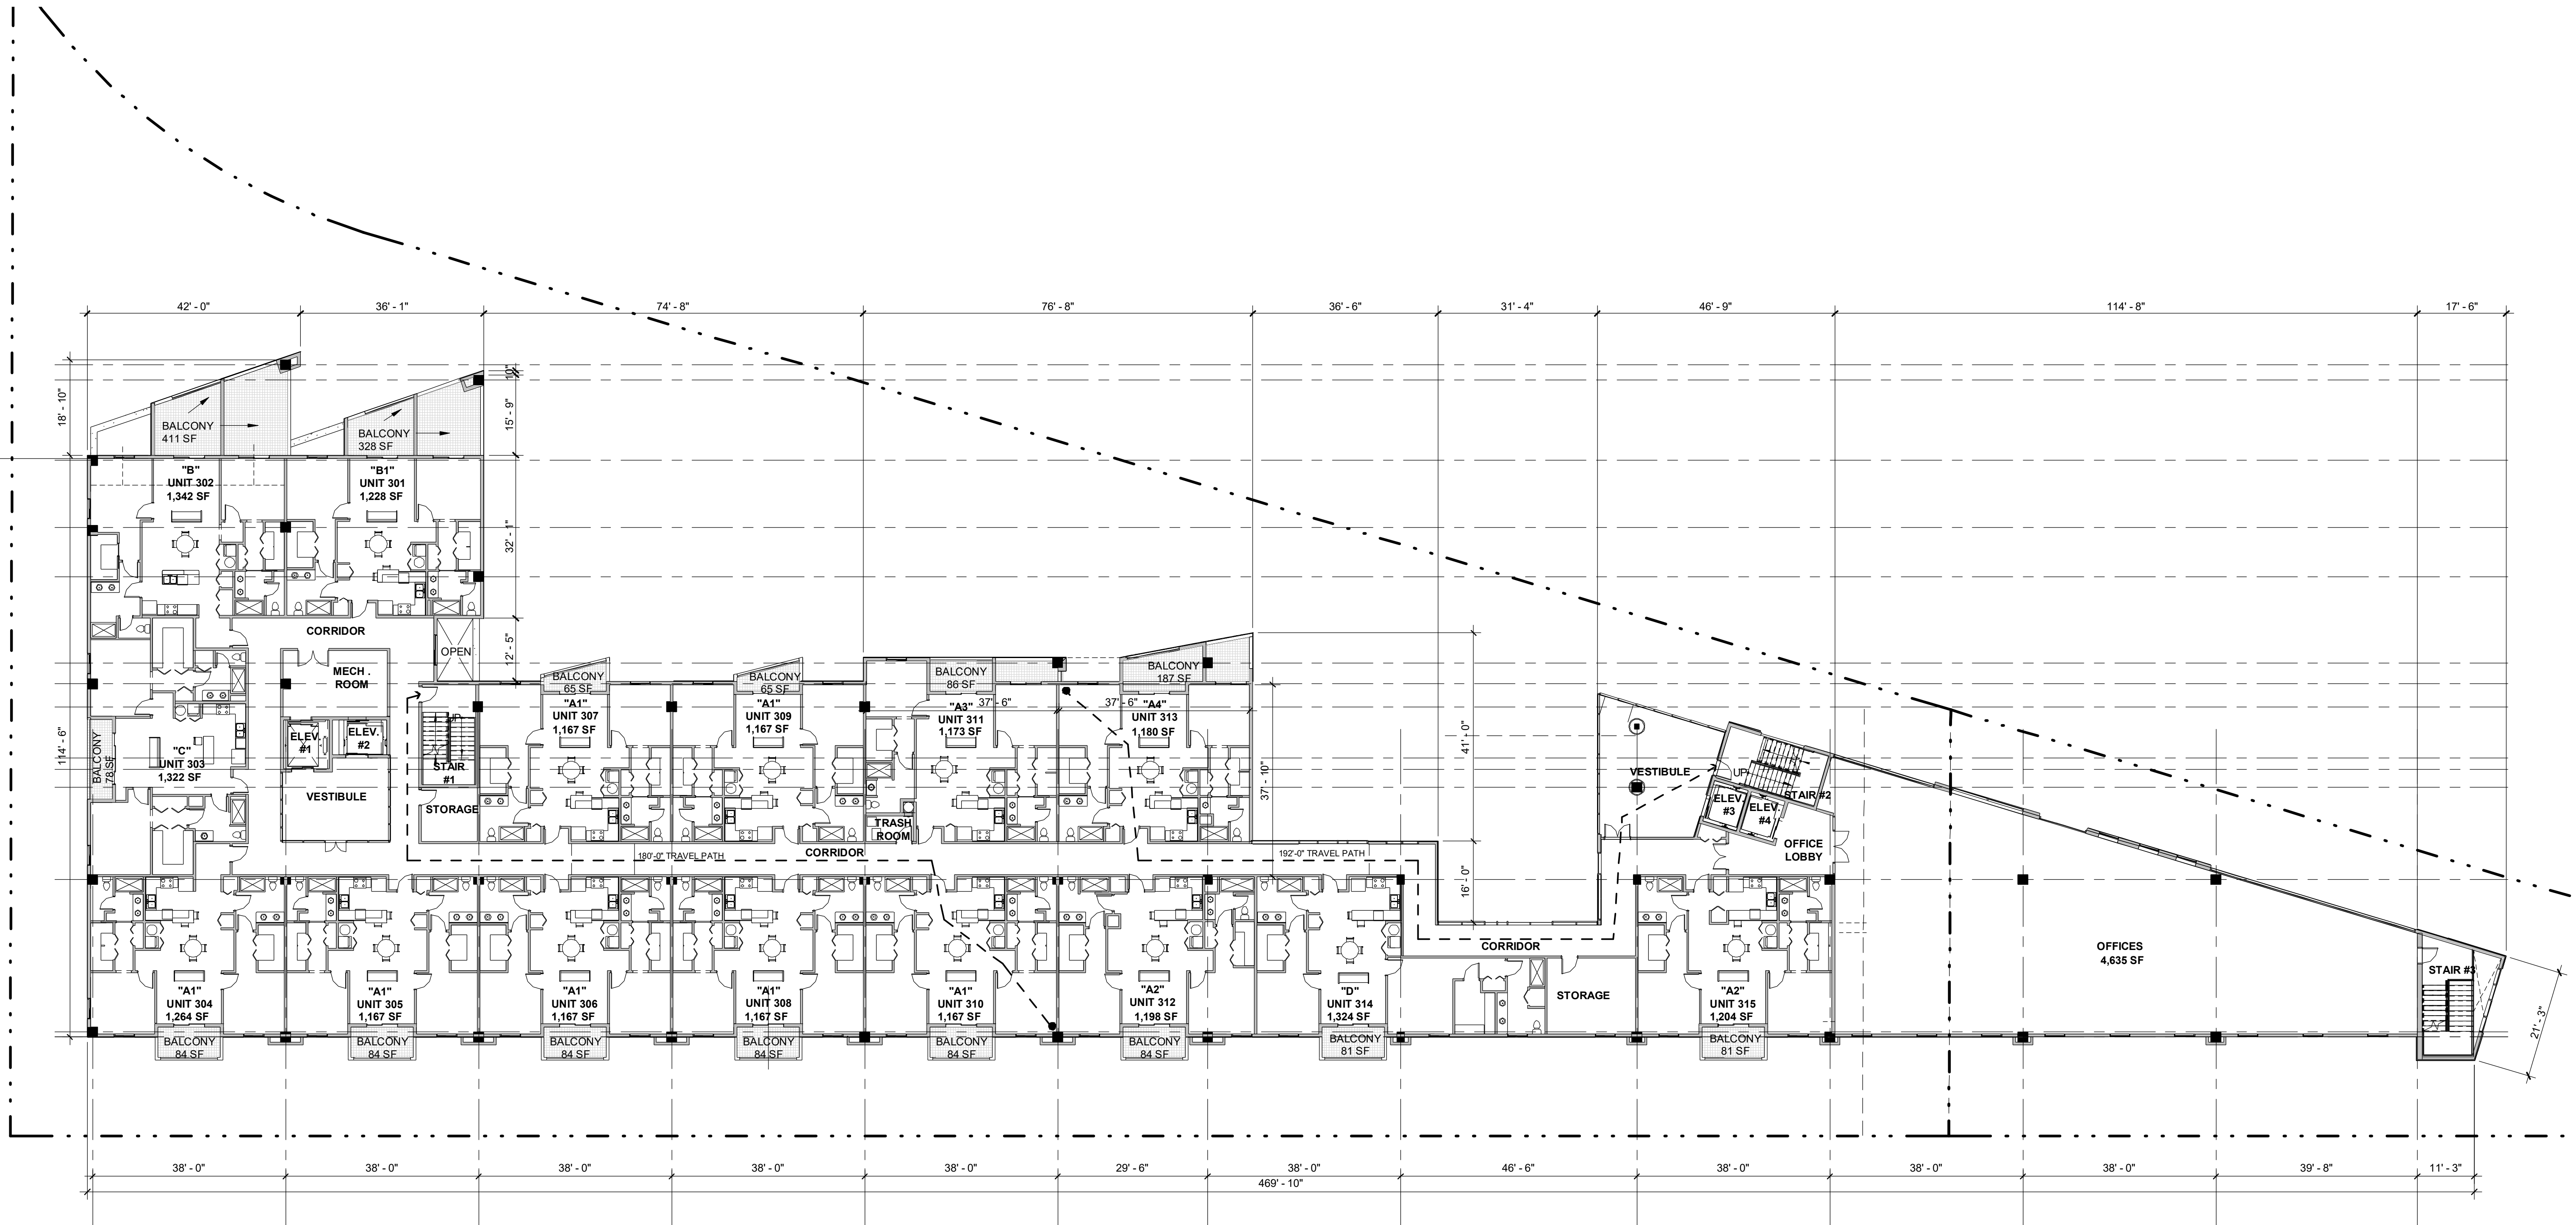 42' - 0"
36' - 1"
74' - 8"
76' - 8"
36' - 6"
31' - 4"
46' - 9"
114' - 8"
17' - 6"
18' - 10"
10"
15' - 9"
BALCONY
411 SF
BALCONY
328 SF
"B"
UNIT 302
1,342 SF
"B1"
UNIT 301
1,228 SF
32' - 1"
CORRIDOR
OPEN
12' - 5"
MECH .
ROOM
ELEV.
#1
ELEV.
#2
VESTIBULE
114' - 6"
BALCONY
78 SF
"C"
UNIT 303
1,322 SF
UP
STAIR
#1
STORAGE
BALCONY
65 SF
"A1"
UNIT 307
1,167 SF
BALCONY
65 SF
"A1"
UNIT 309
1,167 SF
BALCONY
86 SF
37' - 6"
"A3"
UNIT 311
1,173 SF
TRASH
ROOM
BALCONY
187 SF
37' - 6"
"A4"
UNIT 313
1,180 SF
37' - 10"
41' - 0"
16' - 0"
180'-0" TRAVEL PATH
CORRIDOR
192'-0" TRAVEL PATH
VESTIBULE
UP
STAIR #2
ELEV.
#3
ELEV.
#4
OFFICE
LOBBY
"A1"
UNIT 304
1,264 SF
BALCONY
84 SF
"A1"
UNIT 305
1,167 SF
BALCONY
84 SF
"A1"
UNIT 306
1,167 SF
BALCONY
84 SF
"A1"
UNIT 308
1,167 SF
BALCONY
84 SF
"A1"
UNIT 310
1,167 SF
BALCONY
84 SF
"A2"
UNIT 312
1,198 SF
BALCONY
84 SF
"D"
UNIT 314
1,324 SF
BALCONY
81 SF
CORRIDOR
STORAGE
"A2"
UNIT 315
1,204 SF
BALCONY
81 SF
OFFICES
4,635 SF
STAIR #3
21' - 3"
38' - 0"
38' - 0"
38' - 0"
38' - 0"
38' - 0"
29' - 6"
38' - 0"
46' - 6"
38' - 0"
38' - 0"
38' - 0"
39' - 8"
11' - 3"
469' - 10"